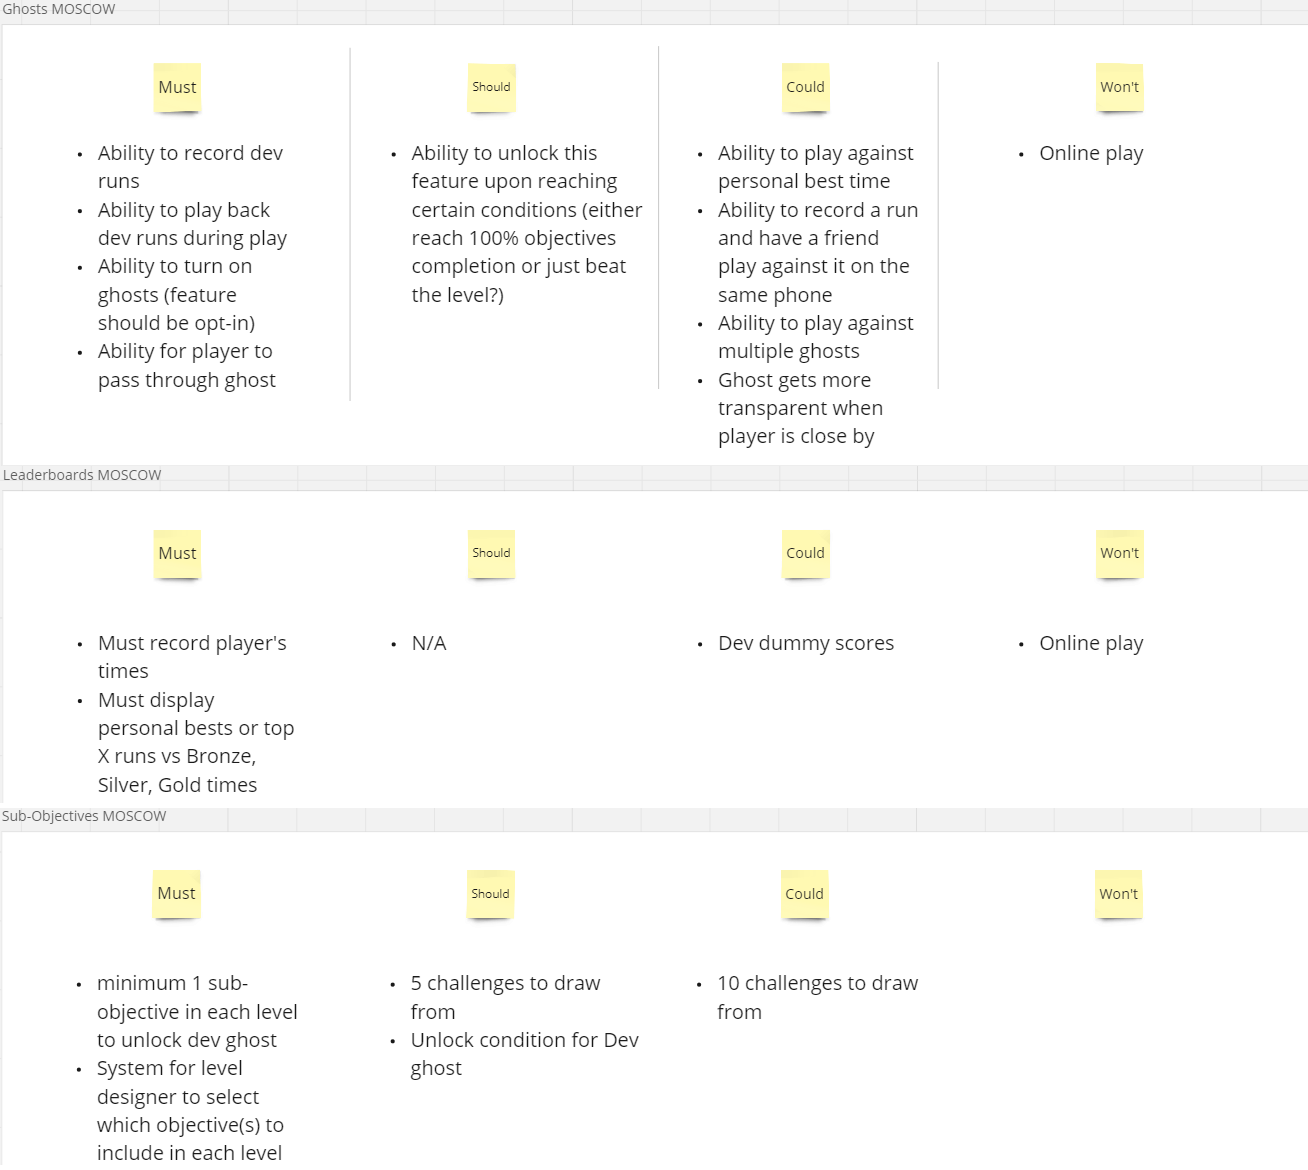 Ghosts MOSCOW
Must
Should
Could
Won't
• Ability to record dev
runs
• Ability to play back
dev runs during play
• Ability to turn on
ghosts (feature
should be opt-in)
• Ability for player to
pass through ghost
• Ability to unlock this
feature upon reaching
certain conditions (either
reach 100% objectives
completion or just beat
the level?)
• Ability to play against
personal best time
• Ability to record a run
and have a friend
play against it on the
same phone
• Ability to play against
multiple ghosts
• Ghost gets more
transparent when
player is close by
• Online play
Leaderboards MOSCOW
Must
Should
Could
Won't
• Must record player's
times
• Must display
personal bests or top
X runs vs Bronze,
Silver, Gold times
• N/A
• Dev dummy scores
• Online play
Sub-Objectives MOSCOW
Must
Should
Could
Won't
• minimum 1 sub-
objective in each level
to unlock dev ghost
• System for level
designer to select
which objective(s) to
include in each level
• 5 challenges to draw
from
• Unlock condition for Dev
ghost
• 10 challenges to draw
from